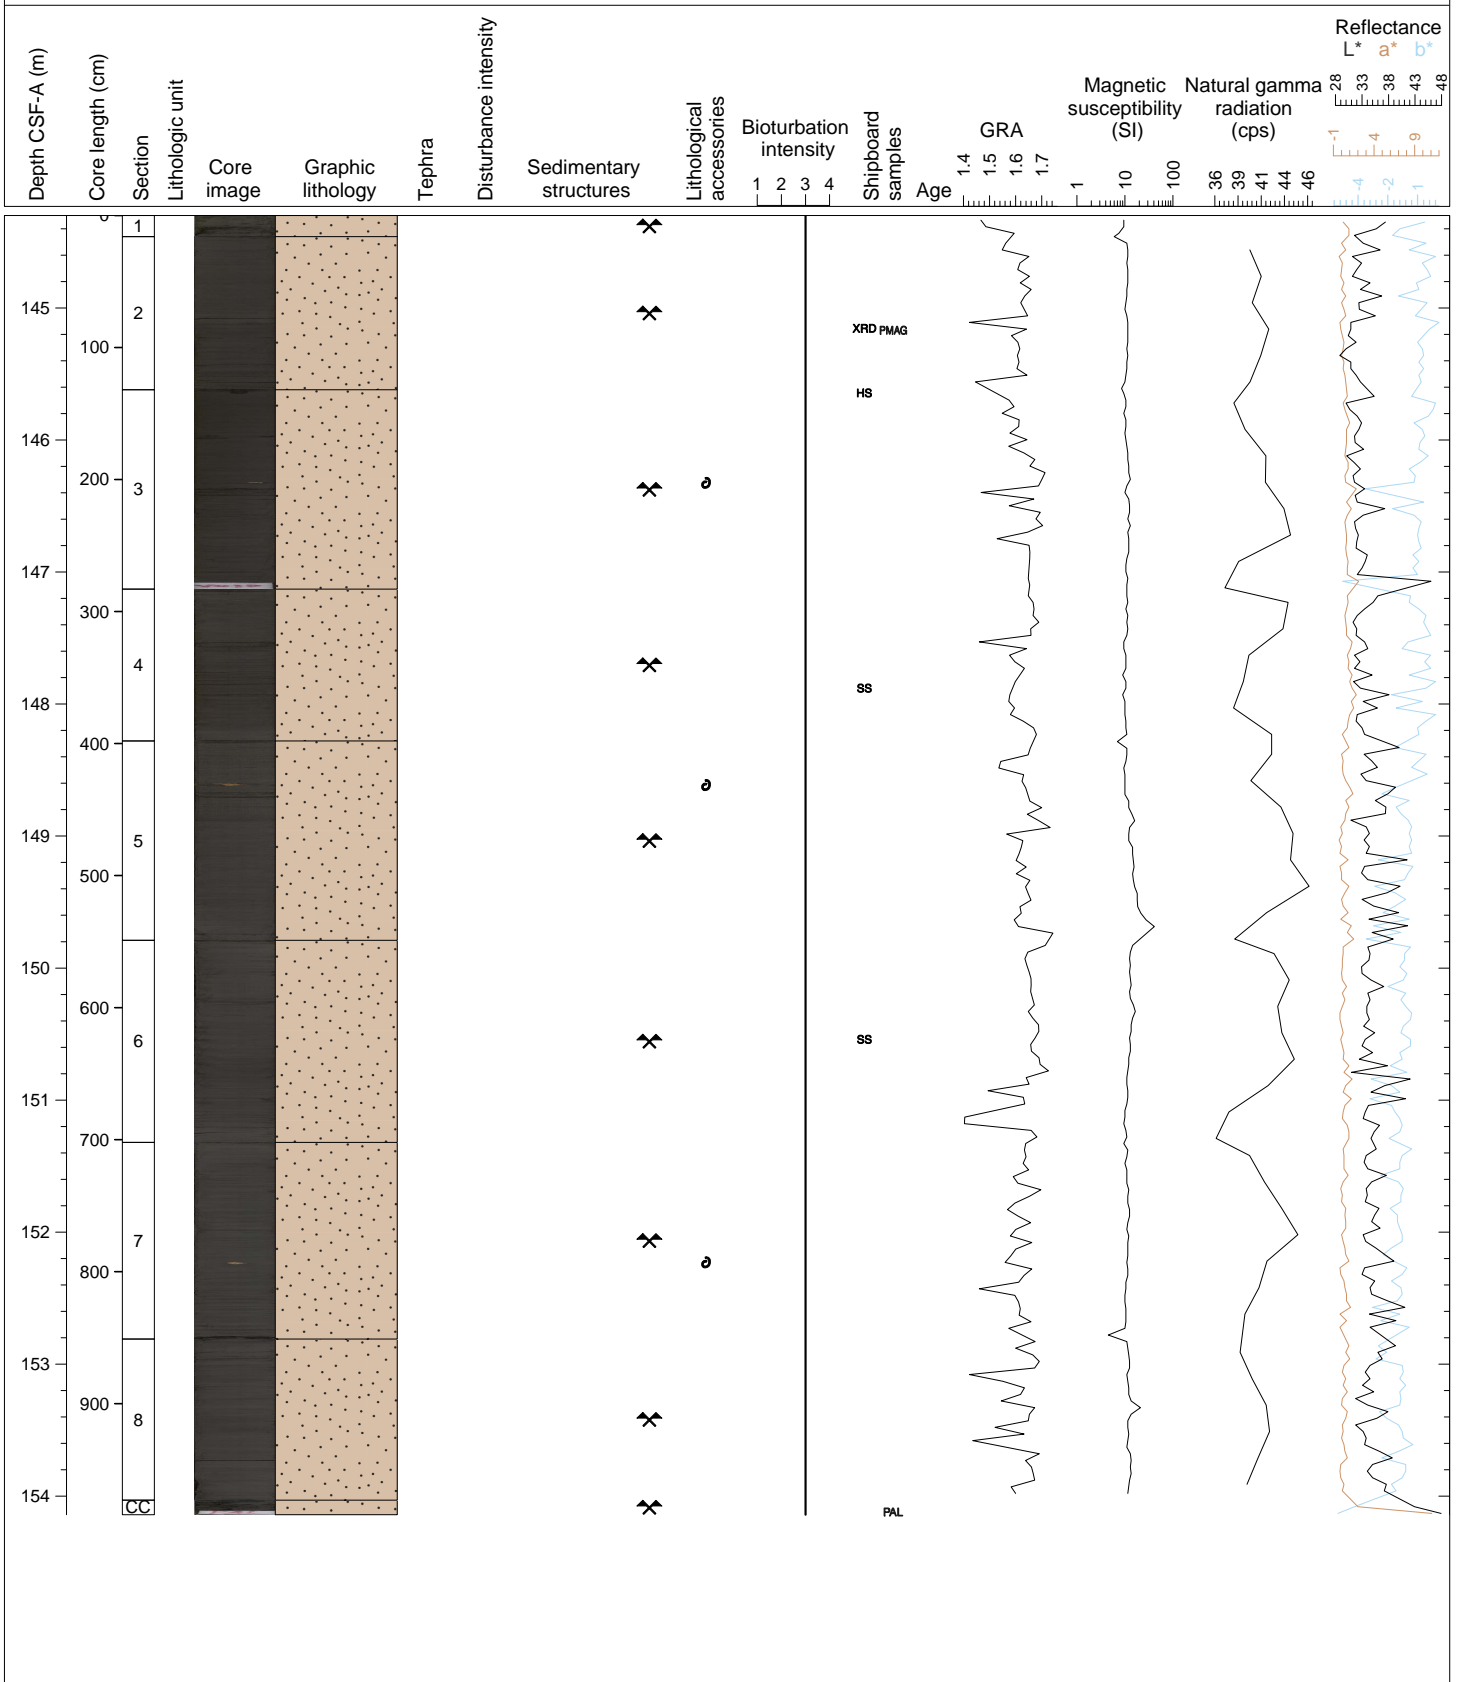 Depth CSF-A (m)
Core length (cm)
Section
Lithologic unit
Core
image
Graphic
lithology
Tephra
Disturbance intensity
Sedimentary
structures
Lithological
accessories
Bioturbation
intensity
1 2 3 4
Shipboard
samples
Age
GRA
1.4 1.5 1.6 1.7
Magnetic
susceptibility
(SI)
1 10 100
Natural gamma
radiation
(cps)
36 39 41 44 46
Reflectance
L* a* b*
28 33 38 43 48
-1 4 9
-4 -2 1
0
1
145
2
XRD PMAG
100
HS
146
200
3
147
300
4
SS
148
400
149
5
500
150
600
6
SS
151
700
152
7
800
153
900
8
154
CC
PAL